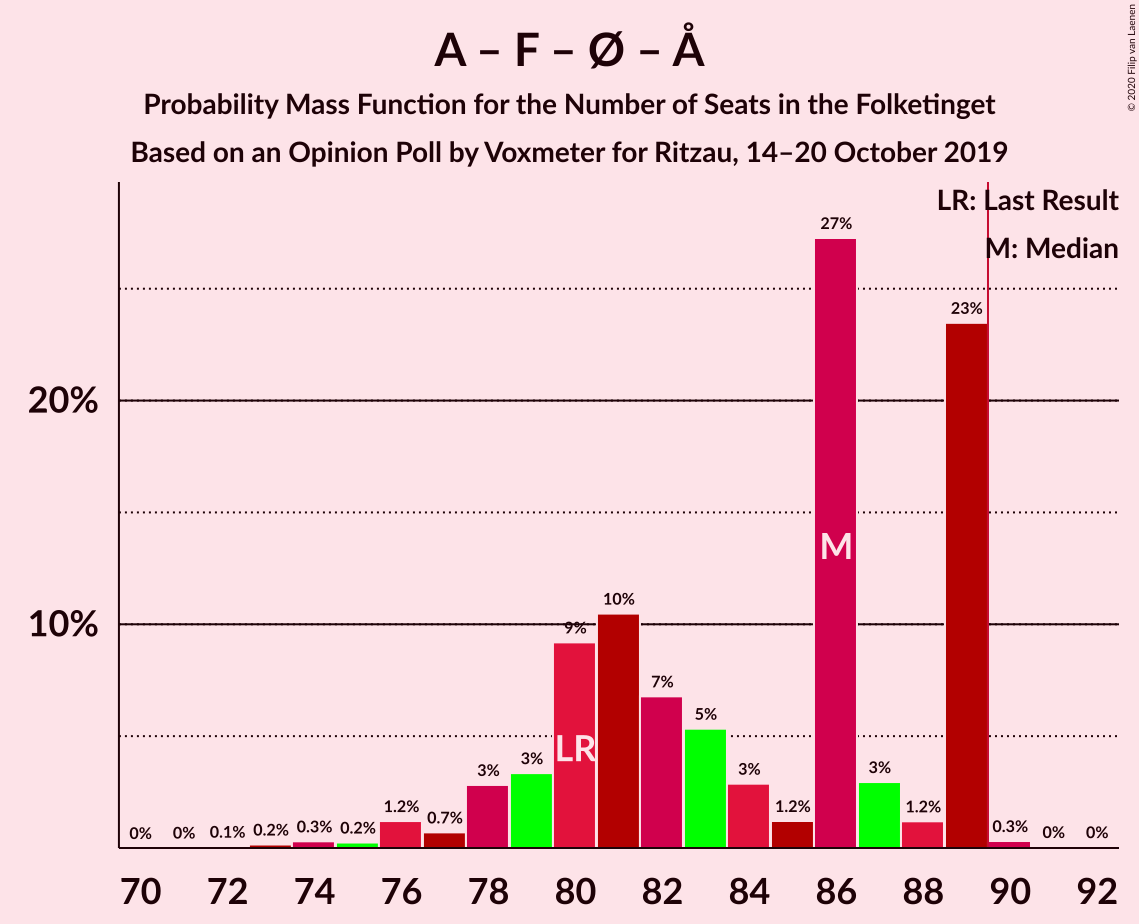 A – F – Ø – Å
Probability Mass Function for the Number of Seats in the Folketinget
Based on an Opinion Poll by Voxmeter for Ritzau, 14–20 October 2019
© 2020 Filip van Laenen
LR: Last Result
M: Median
20%
10%
0%
0%
0.1%
0.2%
0.3%
0.2%
1.2%
0.7%
3%
3%
9%
10%
7%
5%
3%
1.2%
27%
3%
1.2%
23%
0.3%
0%
0%
LR
M
70 72 74 76 78 80 82 84 86 88 90 92